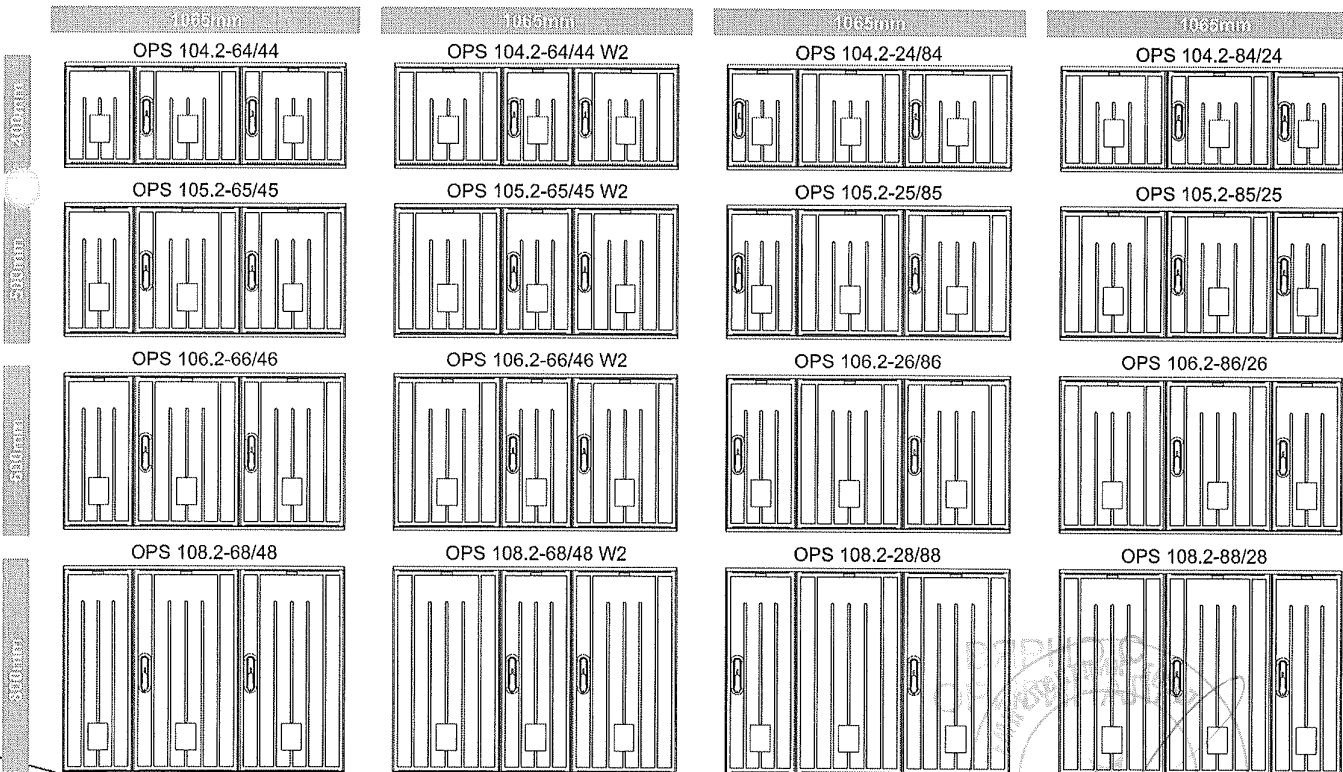 1065mm 1065mm 1065mm 1065mm
OPS 104.2-64/44 OPS 104.2-64/44 W2 OPS 104.2-24/84 OPS 104.2-84/24
400mm
OPS 105.2-65/45 OPS 105.2-65/45 W2 OPS 105.2-25/85 OPS 105.2-85/25
500mm
OPS 106.2-66/46 OPS 106.2-66/46 W2 OPS 106.2-26/86 OPS 106.2-86/26
600mm
OPS 108.2-68/48 OPS 108.2-68/48 W2 OPS 108.2-28/88 OPS 108.2-88/28
800mm